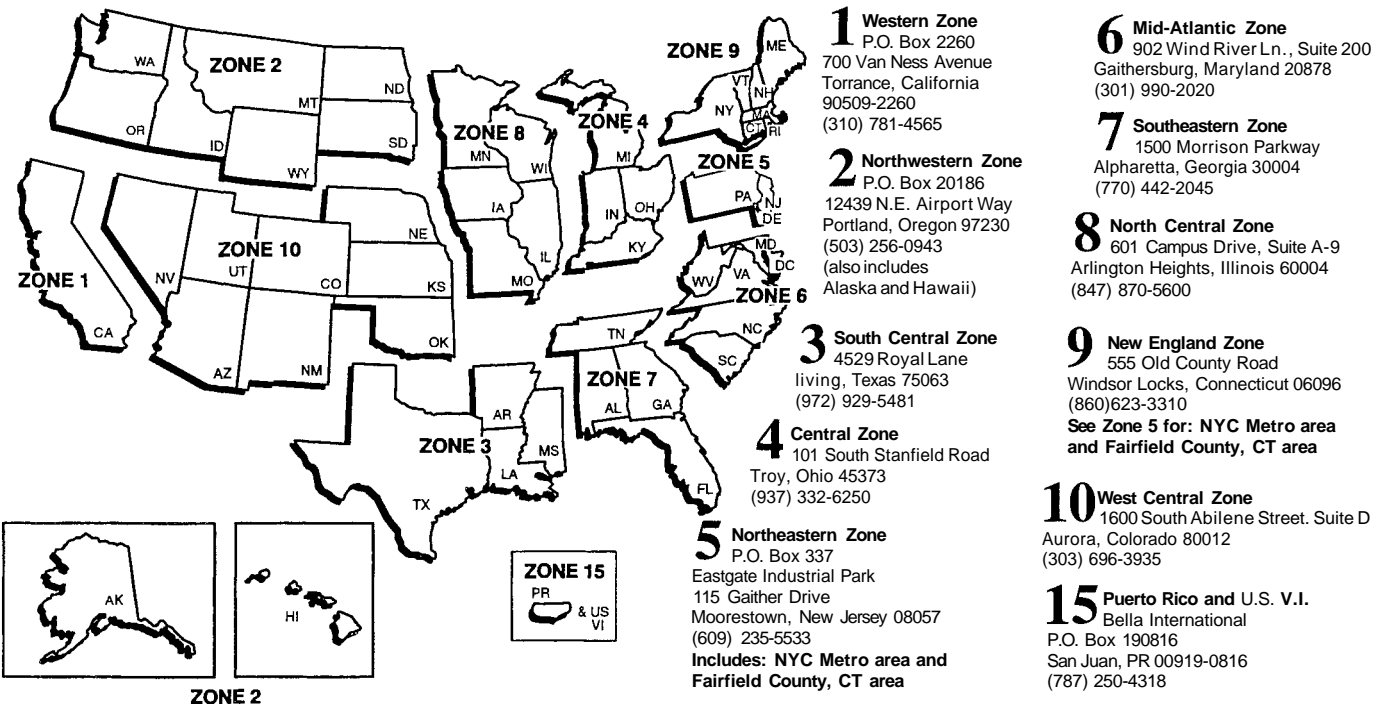 WA
ZONE 2
MT
ND
OR
ID
WY
SD
ZONE 1
CA
NV
ZONE 10
UT
CO
NE
KS
AZ
NM
OK
ZONE 8
MN
WI
IA
IL
MO
ZONE 4
MI
IN
OH
KY
ZONE 9
ME
VT
NH
NY
MA
CT
RI
ZONE 5
PA
NJ
DE
MD
DC
WV
VA
ZONE 6
NC
SC
TN
ZONE 7
AL
GA
FL
ZONE 3
AR
MS
LA
TX
AK
HI
ZONE 2
ZONE 15
PR
& US
VI
1 Western Zone
P.O. Box 2260
700 Van Ness Avenue
Torrance, California
90509-2260
(310) 781-4565
2 Northwestern Zone
P.O. Box 20186
12439 N.E. Airport Way
Portland, Oregon 97230
(503) 256-0943
(also includes
Alaska and Hawaii)
3 South Central Zone
4529 Royal Lane
living, Texas 75063
(972) 929-5481
4 Central Zone
101 South Stanfield Road
Troy, Ohio 45373
(937) 332-6250
5 Northeastern Zone
P.O. Box 337
Eastgate Industrial Park
115 Gaither Drive
Moorestown, New Jersey 08057
(609) 235-5533
Includes: NYC Metro area and
Fairfield County, CT area
6 Mid-Atlantic Zone
902 Wind River Ln., Suite 200
Gaithersburg, Maryland 20878
(301) 990-2020
7 Southeastern Zone
1500 Morrison Parkway
Alpharetta, Georgia 30004
(770) 442-2045
8 North Central Zone
601 Campus Drive, Suite A-9
Arlington Heights, Illinois 60004
(847) 870-5600
9 New England Zone
555 Old County Road
Windsor Locks, Connecticut 06096
(860)623-3310
See Zone 5 for: NYC Metro area
and Fairfield County, CT area
10 West Central Zone
1600 South Abilene Street. Suite D
Aurora, Colorado 80012
(303) 696-3935
15 Puerto Rico and U.S. V.I.
Bella International
P.O. Box 190816
San Juan, PR 00919-0816
(787) 250-4318